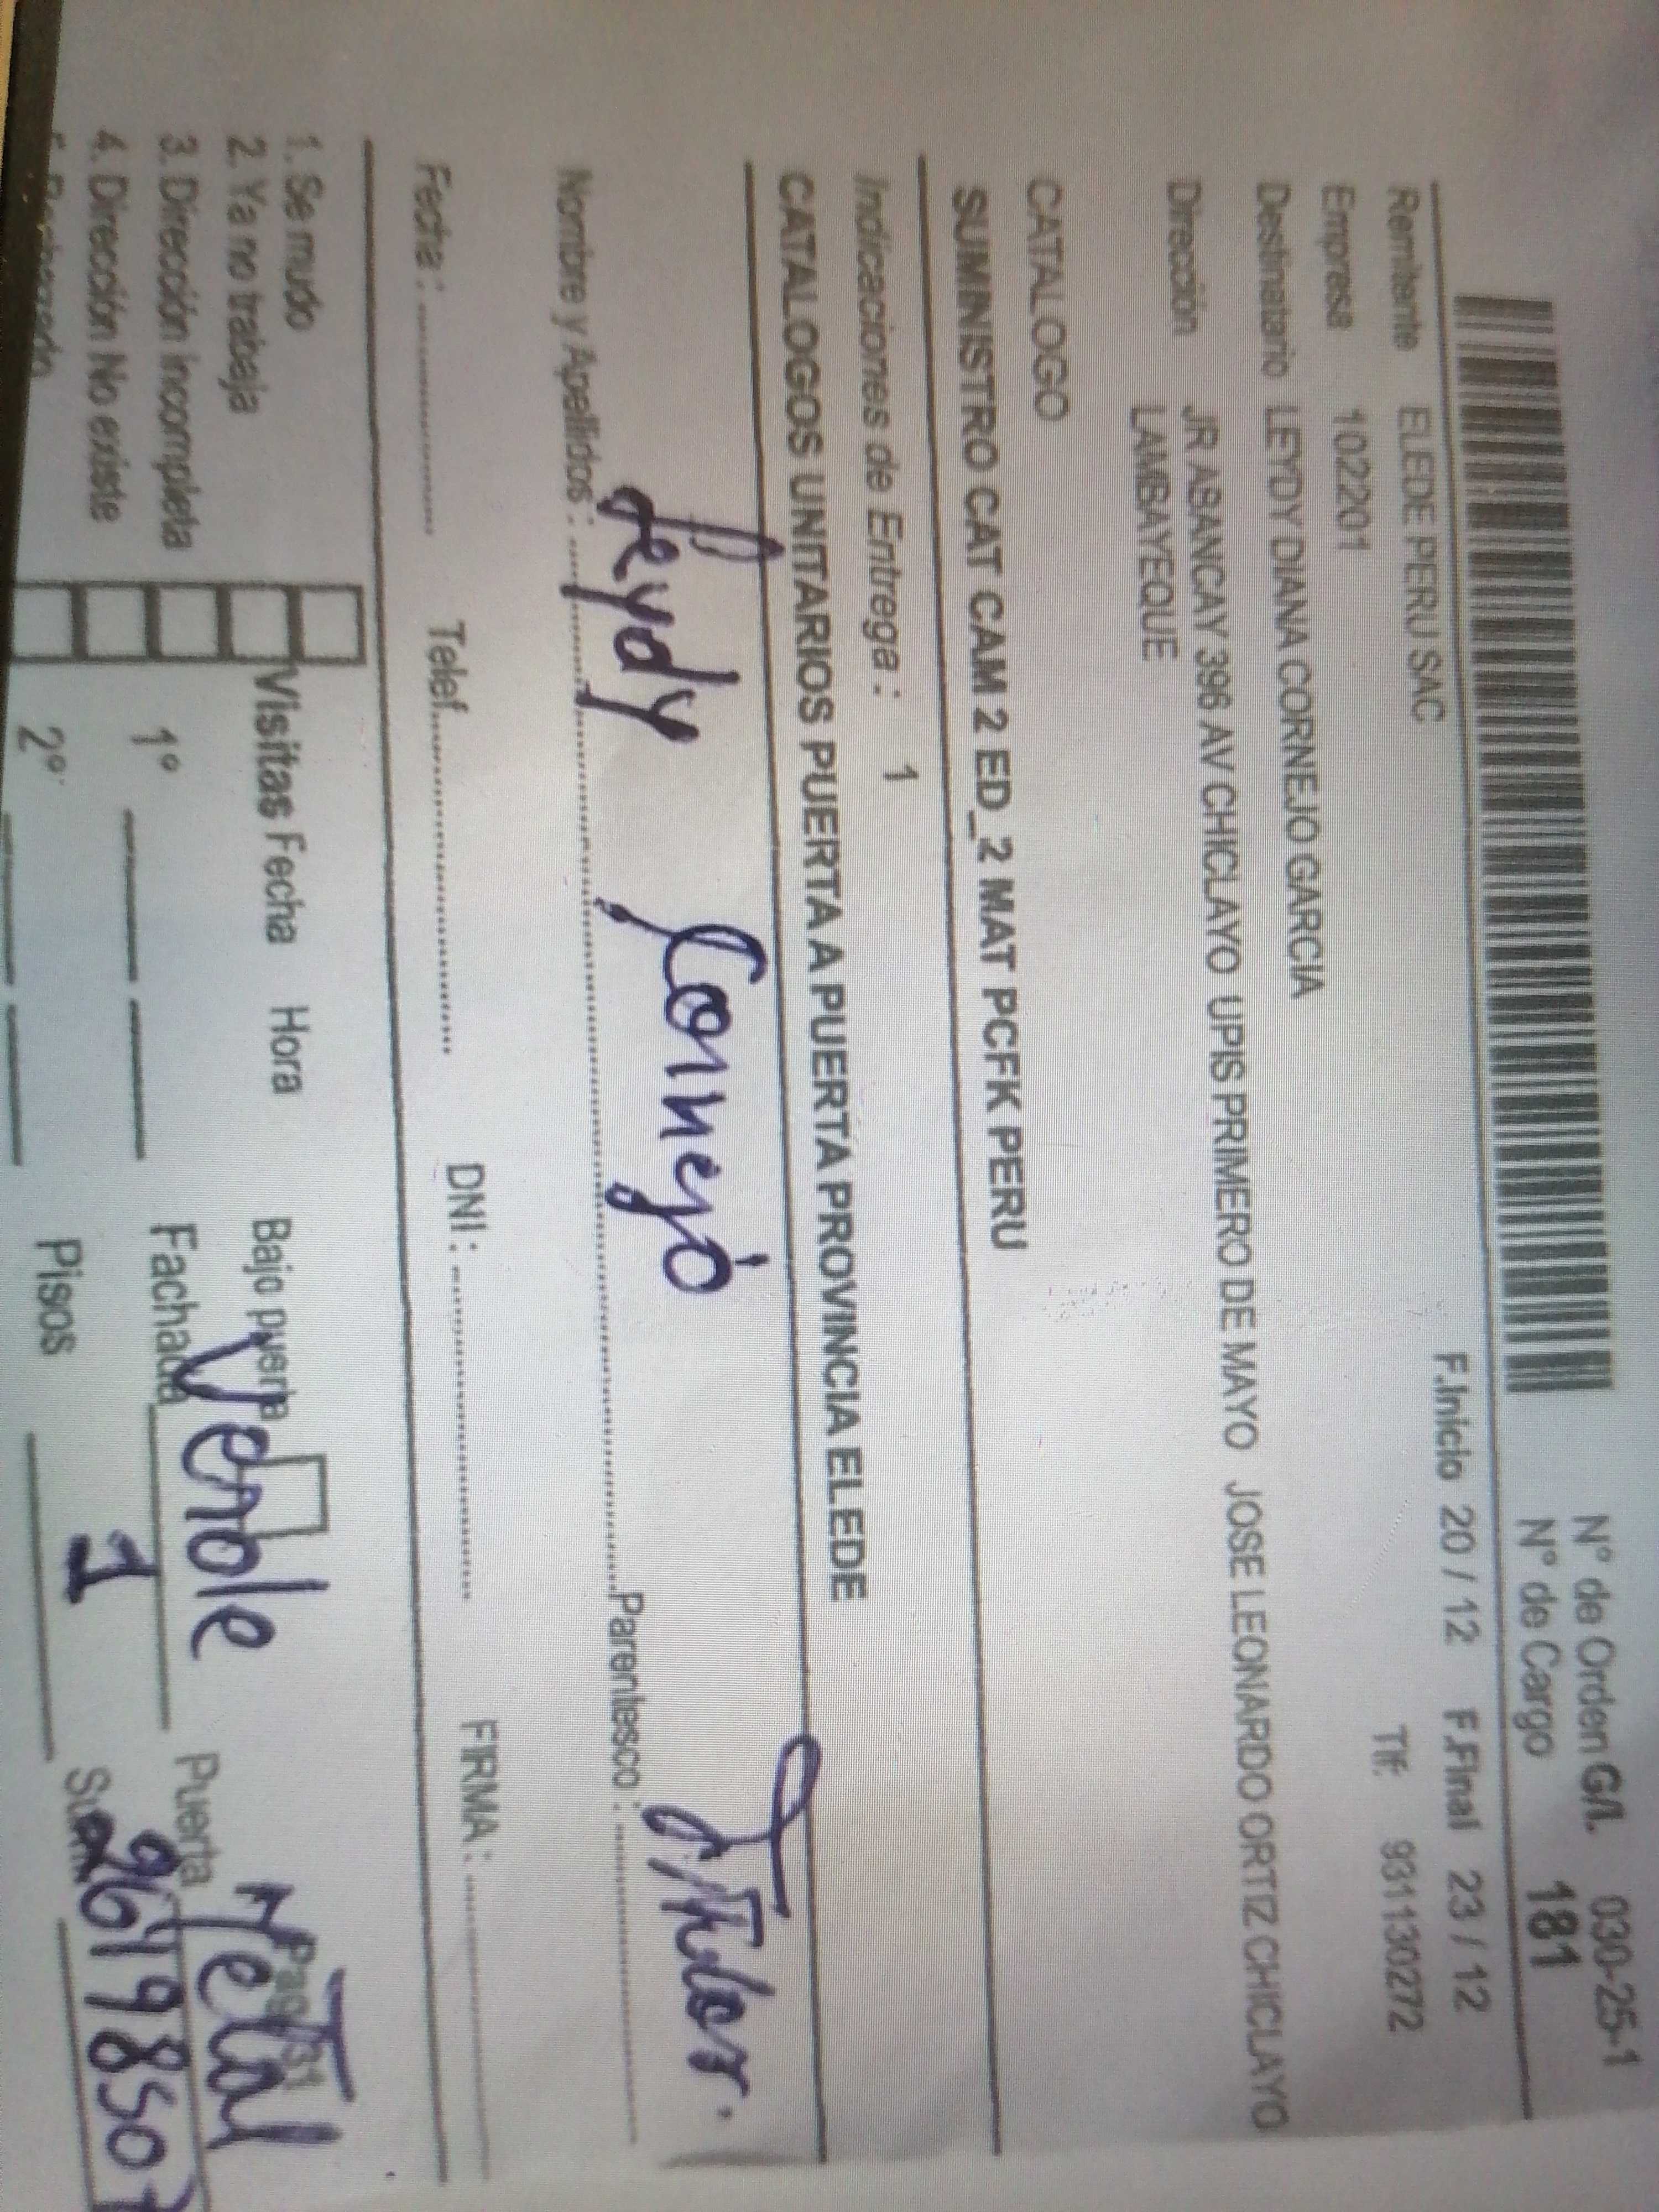 N° de Orden G/I. 030-25-1
N° de Cargo 181
F.Inicio 20 / 12 F.Final 23 / 12
Remitente ELEDE PERU SAC
Tlf: 931130272
Empresa 1022201
Destinatario LEYDY DIANA CORNEJO GARCIA
Dirección JR ABANCAY 396 AV CHICLAYO UPIS PRIMERO DE MAYO JOSE LEONARDO ORTIZ CHICLAYO
LAMBAYEQUE
CATALOGO
SUMINISTRO CAT CAM 2 ED_2 MAT PCFK PERU
Indicaciones de Entrega : 1
CATALOGOS UNITARIOS PUERTA A PUERTA PROVINCIA ELEDE
Nombre y Apellidos : Leydy Cornejo Parentesco : Titular.
Fecha : Telef. DNI : FIRMA :
1. Se mudo
2. Ya no trabaja Visitas Fecha Hora Bajo puerta
3. Dirección incompleta 1° Fachada Verde Puerta Metal
4. Dirección No existe 2° Pisos 1